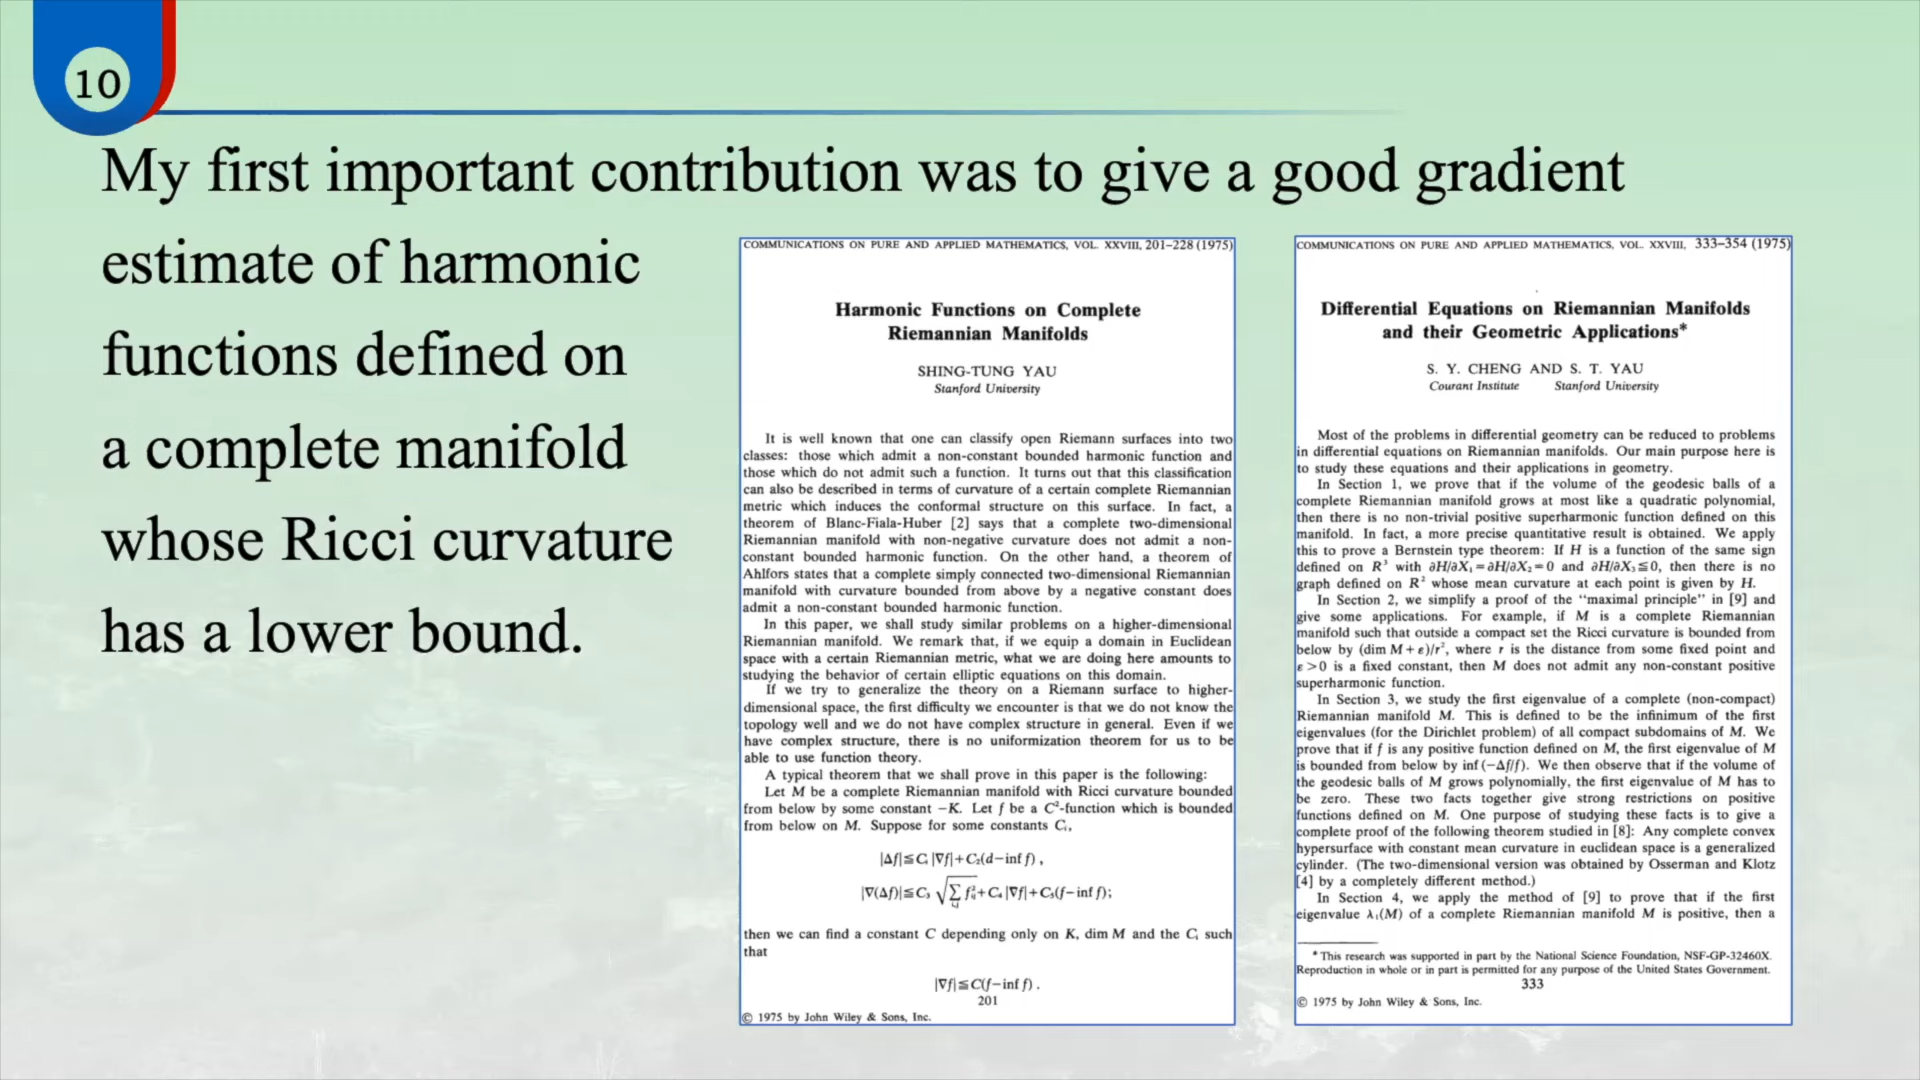 10
My first important contribution was to give a good gradient
estimate of harmonic
functions defined on
a complete manifold
whose Ricci curvature
has a lower bound.
COMMUNICATIONS ON PURE AND APPLIED MATHEMATICS, VOL. XXVIII, 201–228 (1975)
Harmonic Functions on Complete
Riemannian Manifolds
SHING-TUNG YAU
Stanford University
It is well known that one can classify open Riemann surfaces into two
classes: those which admit a non-constant bounded harmonic function and
those which do not admit such a function. It turns out that this classification
can also be described in terms of curvature of a certain complete Riemannian
metric which induces the conformal structure on this surface. In fact, a
theorem of Blanc-Fiala-Huber [2] says that a complete two-dimensional
Riemannian manifold with non-negative curvature does not admit a non-
constant bounded harmonic function. On the other hand, a theorem of
Ahlfors states that a complete simply connected two-dimensional Riemannian
manifold with curvature bounded from above by a negative constant does
admit a non-constant bounded harmonic function.
In this paper, we shall study similar problems on a higher-dimensional
Riemannian manifold. We remark that, if we equip a domain in Euclidean
space with a certain Riemannian metric, what we are doing here amounts to
studying the behavior of certain elliptic equations on this domain.
If we try to generalize the theory on a Riemann surface to higher-
dimensional space, the first difficulty we encounter is that we do not know the
topology well and we do not have complex structure in general. Even if we
have complex structure, there is no uniformization theorem for us to be
able to use function theory.
A typical theorem that we shall prove in this paper is the following:
Let M be a complete Riemannian manifold with Ricci curvature bounded
from below by some constant −K. Let f be a C²-function which is bounded
from below on M. Suppose for some constants Cᵢ,
|Δf| ≦ C₁ |∇f| + C₂(d − inf f) ,
|∇(Δf)| ≦ C₃ √∑ᵢ,ⱼ f²ᵢⱼ + C₄ |∇f| + C₅(f − inf f);
then we can find a constant C depending only on K, dim M and the Cᵢ such
that
|∇f| ≦ C(f − inf f) .
201
© 1975 by John Wiley & Sons, Inc.
COMMUNICATIONS ON PURE AND APPLIED MATHEMATICS, VOL. XXVIII, 333–354 (1975)
Differential Equations on Riemannian Manifolds
and their Geometric Applications*
S. Y. CHENG AND S. T. YAU
Courant Institute Stanford University
Most of the problems in differential geometry can be reduced to problems
in differential equations on Riemannian manifolds. Our main purpose here is
to study these equations and their applications in geometry.
In Section 1, we prove that if the volume of the geodesic balls of a
complete Riemannian manifold grows at most like a quadratic polynomial,
then there is no non-trivial positive superharmonic function defined on this
manifold. In fact, a more precise quantitative result is obtained. We apply
this to prove a Bernstein type theorem: If H is a function of the same sign
defined on R³ with ∂H/∂X₁ = ∂H/∂X₂ = 0 and ∂H/∂X₃ ≦ 0, then there is no
graph defined on R² whose mean curvature at each point is given by H.
In Section 2, we simplify a proof of the "maximal principle" in [9] and
give some applications. For example, if M is a complete Riemannian
manifold such that outside a compact set the Ricci curvature is bounded from
below by (dim M + ε)/r², where r is the distance from some fixed point and
ε > 0 is a fixed constant, then M does not admit any non-constant positive
superharmonic function.
In Section 3, we study the first eigenvalue of a complete (non-compact)
Riemannian manifold M. This is defined to be the infinimum of the first
eigenvalues (for the Dirichlet problem) of all compact subdomains of M. We
prove that if f is any positive function defined on M, the first eigenvalue of M
is bounded from below by inf (−Δf/f). We then observe that if the volume of
the geodesic balls of M grows polynomially, the first eigenvalue of M has to
be zero. These two facts together give strong restrictions on positive
functions defined on M. One purpose of studying these facts is to give a
complete proof of the following theorem studied in [8]: Any complete convex
hypersurface with constant mean curvature in euclidean space is a generalized
cylinder. (The two-dimensional version was obtained by Osserman and Klotz
[4] by a completely different method.)
In Section 4, we apply the method of [9] to prove that if the first
eigenvalue λ₁(M) of a complete Riemannian manifold M is positive, then a
* This research was supported in part by the National Science Foundation, NSF-GP-32460X.
Reproduction in whole or in part is permitted for any purpose of the United States Government.
333
© 1975 by John Wiley & Sons, Inc.